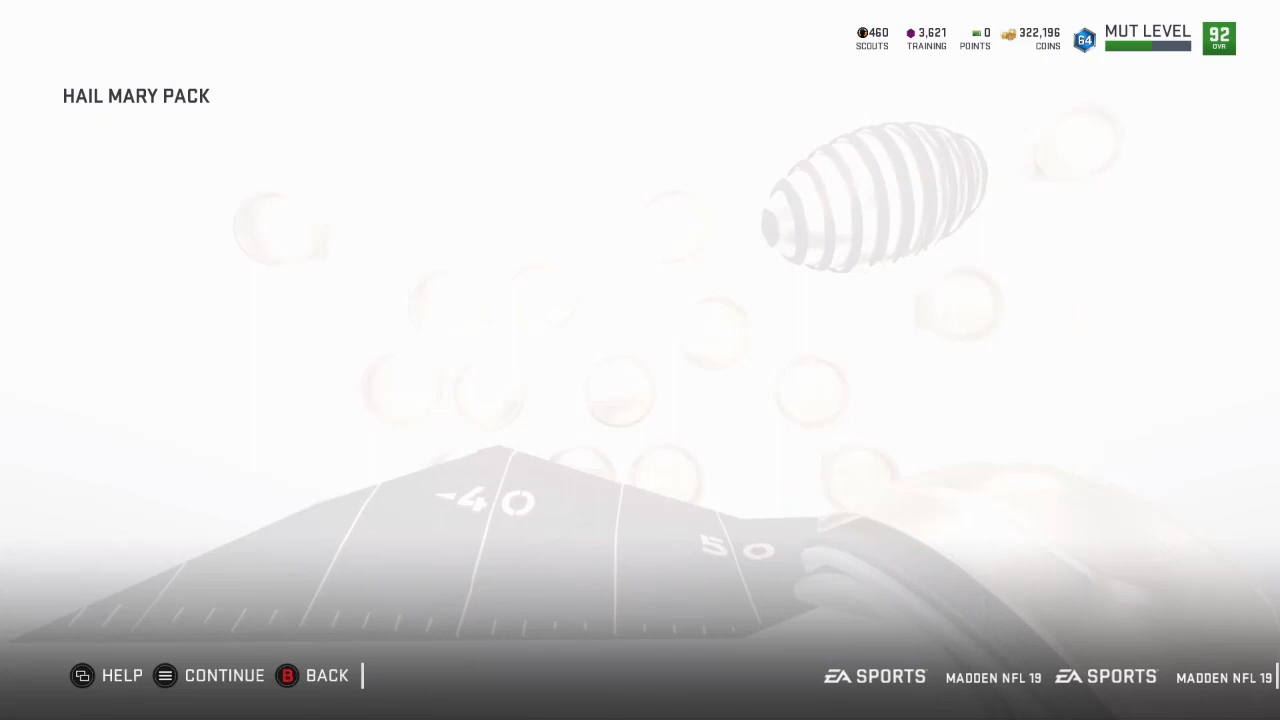 460 SCOUTS 3,621 TRAINING 0 POINTS 322,196 COINS 64 MUT LEVEL 92 OVR
HAIL MARY PACK
40
50
HELP CONTINUE B BACK
EA SPORTS MADDEN NFL 19 EA SPORTS MADDEN NFL 19